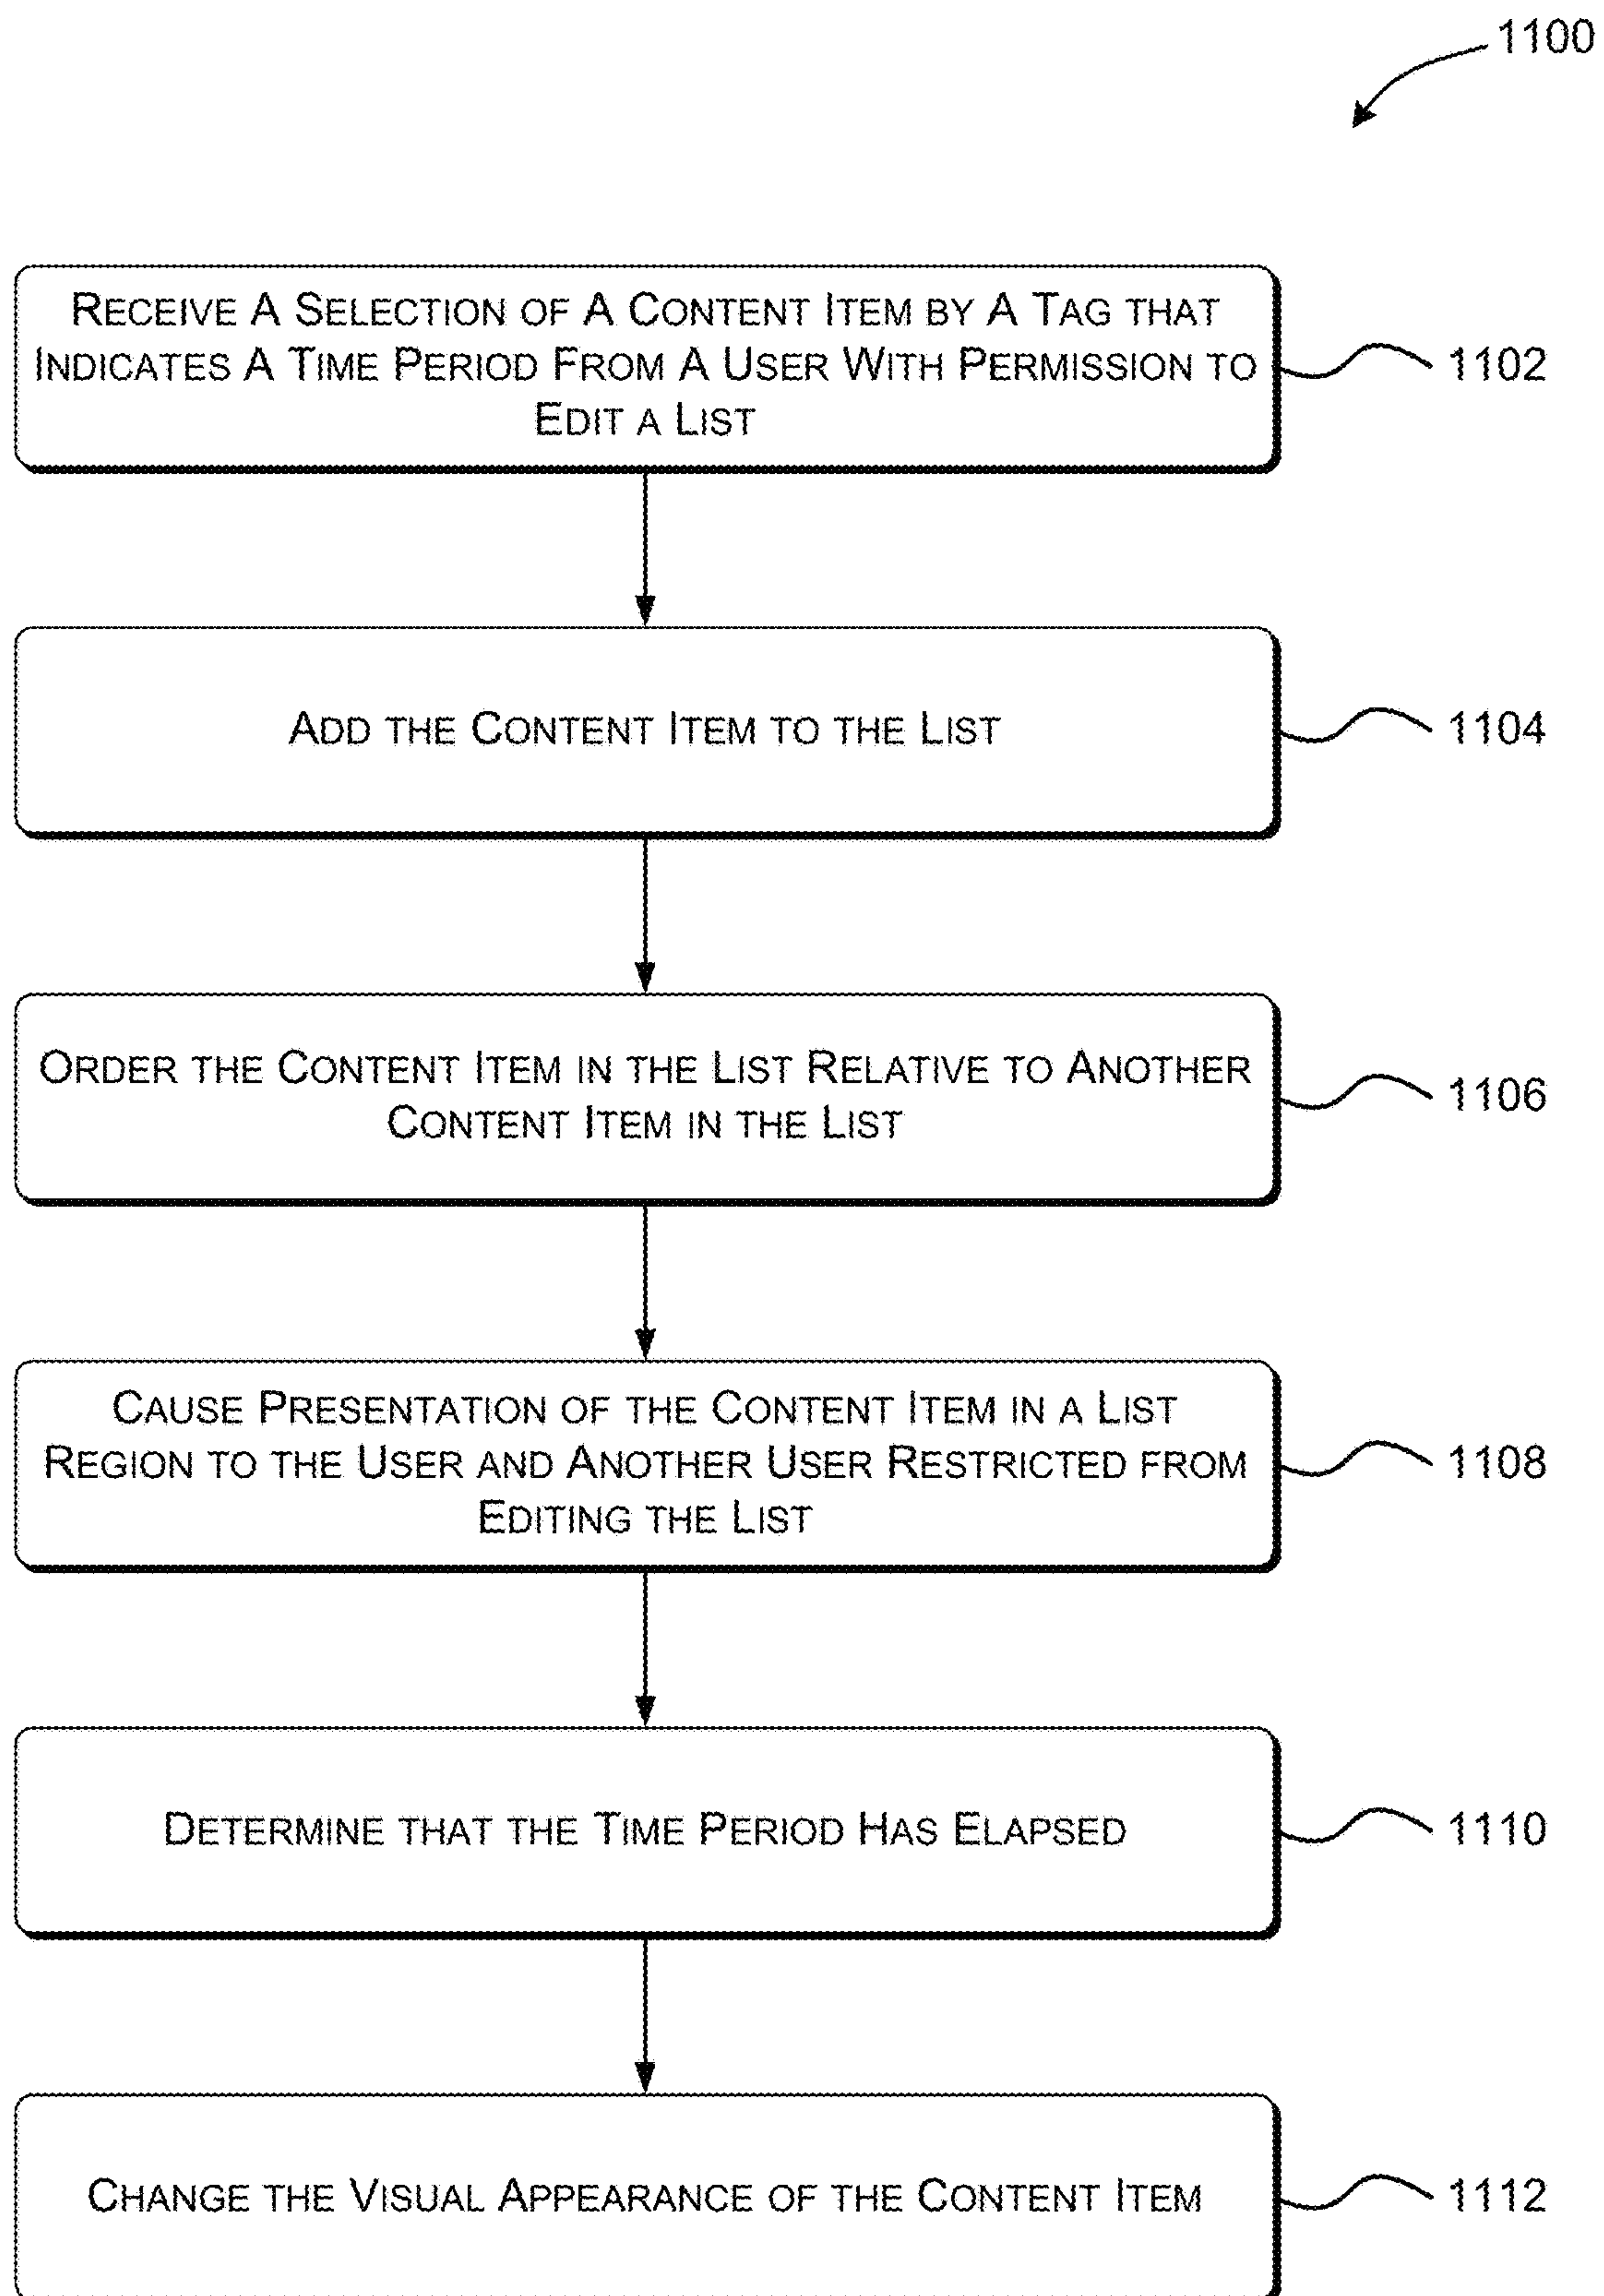 1100
RECEIVE A SELECTION OF A CONTENT ITEM BY A TAG THAT
INDICATES A TIME PERIOD FROM A USER WITH PERMISSION TO
EDIT A LIST
1102
ADD THE CONTENT ITEM TO THE LIST
1104
ORDER THE CONTENT ITEM IN THE LIST RELATIVE TO ANOTHER
CONTENT ITEM IN THE LIST
1106
CAUSE PRESENTATION OF THE CONTENT ITEM IN A LIST
REGION TO THE USER AND ANOTHER USER RESTRICTED FROM
EDITING THE LIST
1108
DETERMINE THAT THE TIME PERIOD HAS ELAPSED
1110
CHANGE THE VISUAL APPEARANCE OF THE CONTENT ITEM
1112